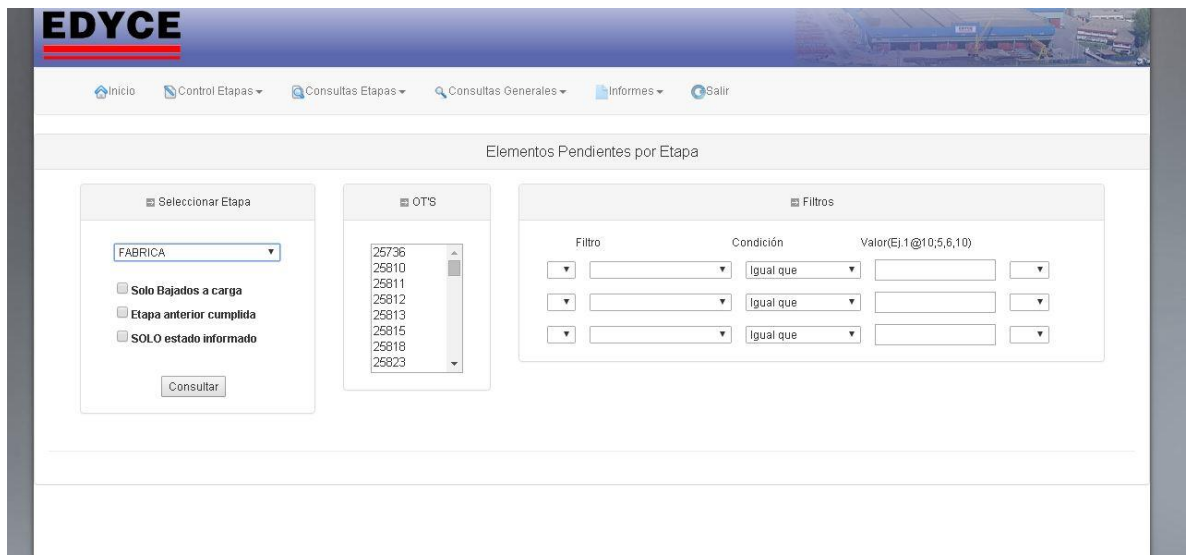 EDYCE
Inicio Control Etapas Consultas Etapas Consultas Generales Informes Salir
Elementos Pendientes por Etapa
Seleccionar Etapa
FABRICA
Solo Bajados a carga
Etapa anterior cumplida
SOLO estado informado
Consultar
OT'S
25736
25810
25811
25812
25813
25815
25818
25823
Filtros
Filtro Condición Valor(Ej.1@10;5,6,10)
Igual que
Igual que
Igual que